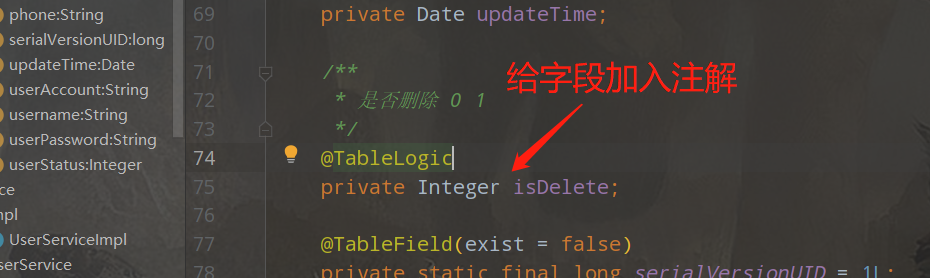 phone:String
serialVersionUID:long
updateTime:Date
userAccount:String
username:String
userPassword:String
userStatus:Integer
ce
mpl
UserServiceImpl
serService
69 private Date updateTime;
70
71 /**
72 * 是否删除 0 1
73 */
74 @TableLogic
75 private Integer isDelete;
76
77 @TableField(exist = false)
78 private static final long serialVersionUID = 1L;
给字段加入注解